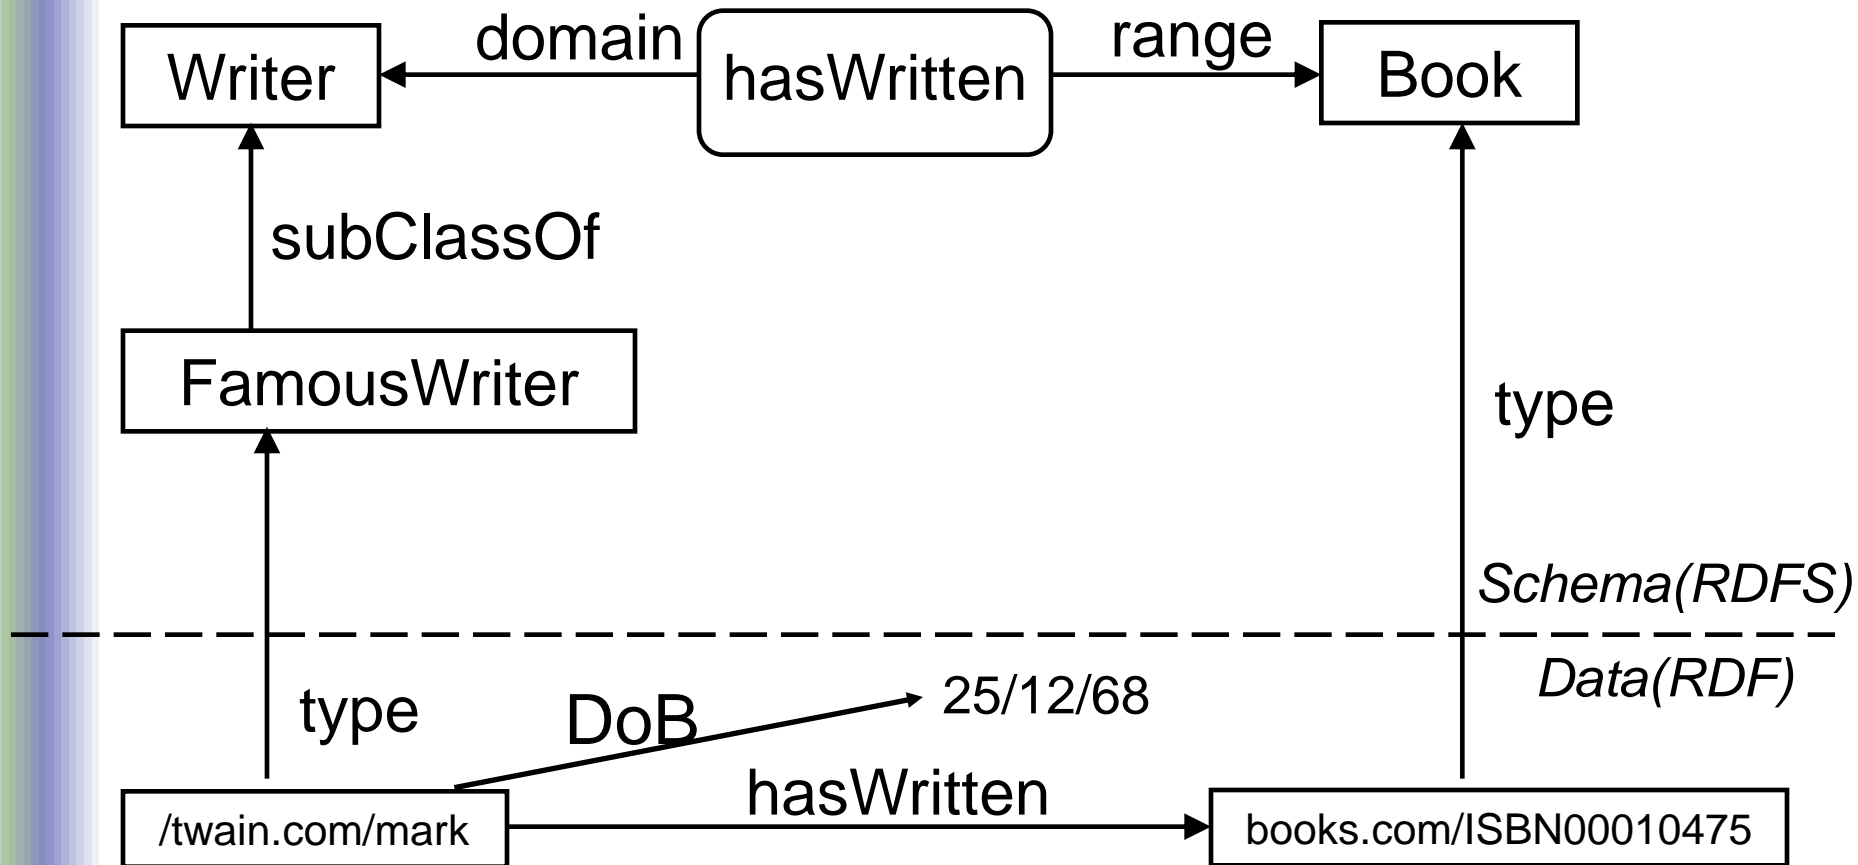 domain
range
Writer
hasWritten
Book
subClassOf
FamousWriter
type
Schema(RDFS)
Data(RDF)
type
DoB
25/12/68
hasWritten
/twain.com/mark
books.com/ISBN00010475